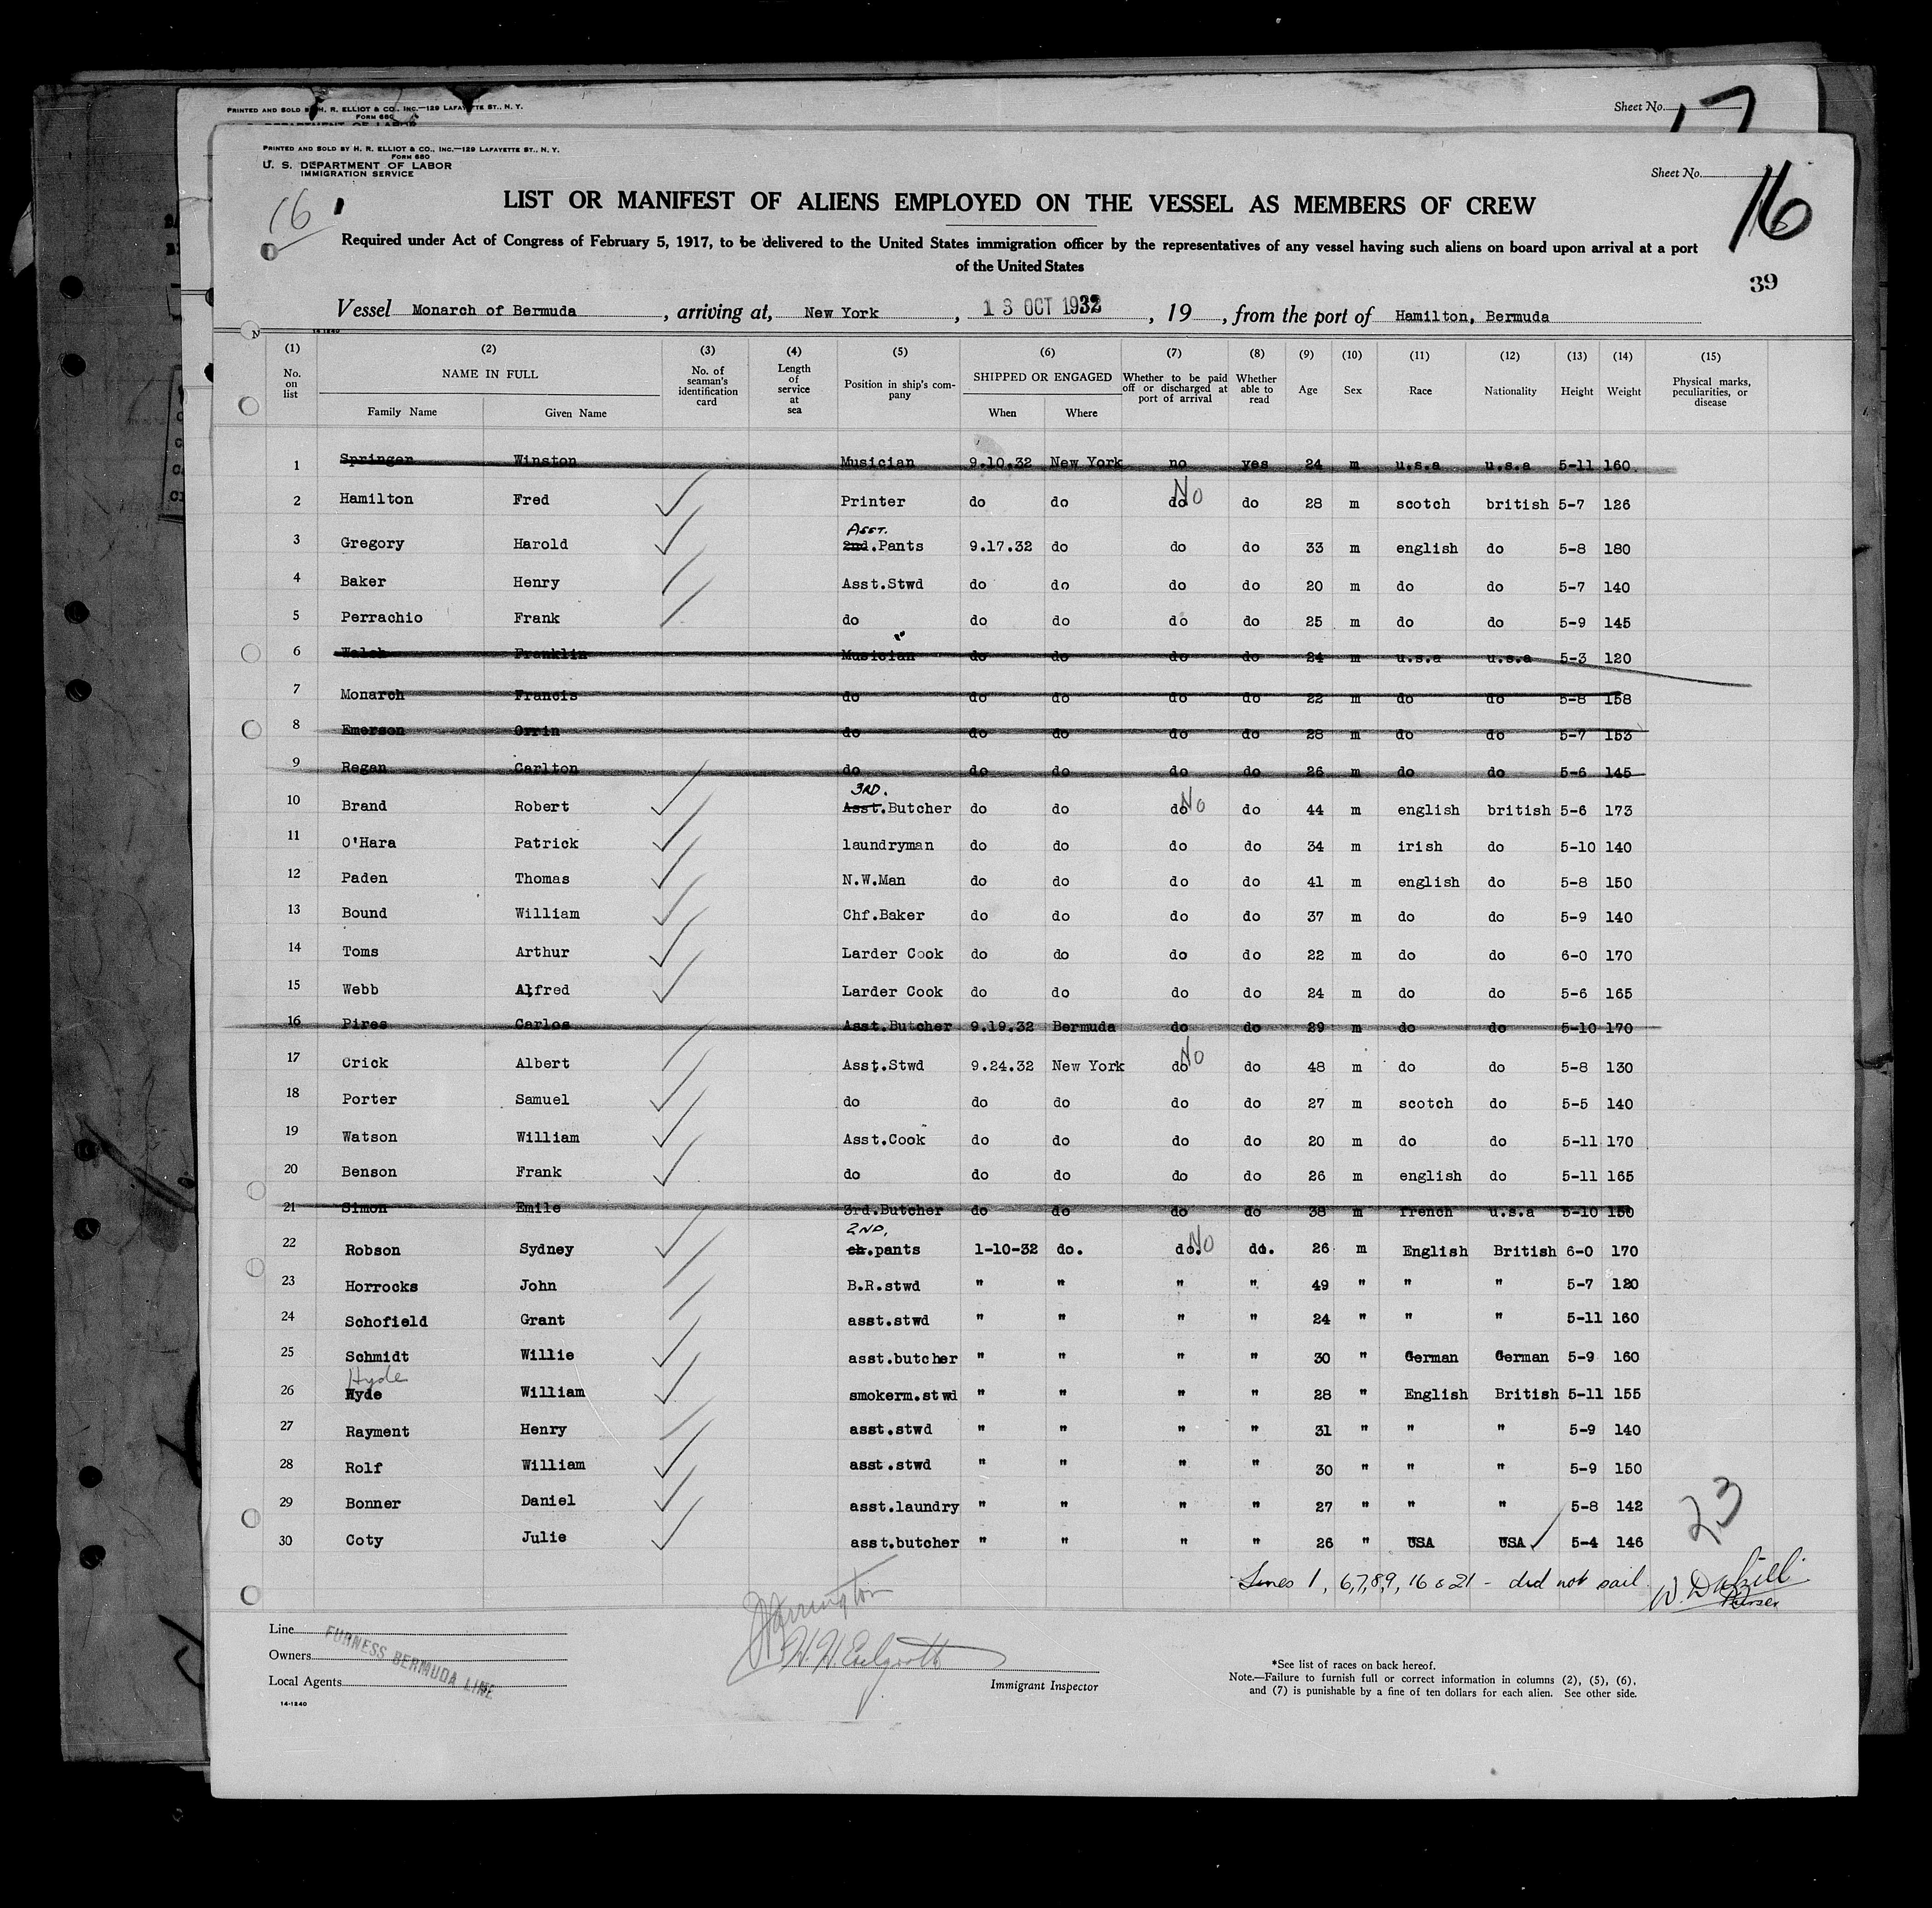 PRINTED AND SOLD BY H. R. ELLIOT & CO., INC.—129 LAFAYETTE ST., N. Y.
FORM 680
Sheet No.
17
PRINTED AND SOLD BY H. R. ELLIOT & CO., INC.—129 LAFAYETTE ST., N. Y.
FORM 680
U. S. DEPARTMENT OF LABOR
IMMIGRATION SERVICE
Sheet No.
16
16
LIST OR MANIFEST OF ALIENS EMPLOYED ON THE VESSEL AS MEMBERS OF CREW
Required under Act of Congress of February 5, 1917, to be delivered to the United States immigration officer by the representatives of any vessel having such aliens on board upon arrival at a port
of the United States
39
Vessel Monarch of Bermuda, arriving at, New York, 13 OCT 1932, 19 , from the port of Hamilton, Bermuda
14-1240
(1) (2) (3) (4) (5) (6) (7) (8) (9) (10) (11) (12) (13) (14) (15)
No. on list NAME IN FULL Family Name Given Name No. of seaman's identification card Length of service at sea Position in ship's company SHIPPED OR ENGAGED When Where Whether to be paid off or discharged at port of arrival Whether able to read Age Sex Race Nationality Height Weight Physical marks, peculiarities, or disease
1 Springer Winston Musician 9.10.32 New York no yes 24 m u.s.a u.s.a 5-11 160
2 Hamilton Fred Printer do do do No do 28 m scotch british 5-7 126
3 Gregory Harold 2nd. Asst. Pants 9.17.32 do do do 33 m english do 5-8 180
4 Baker Henry Asst.Stwd do do do do 20 m do do 5-7 140
5 Perrachio Frank do do do do do 25 m do do 5-9 145
6 Walsh Franklin Musician do do do do 24 m u.s.a u.s.a 5-3 120
7 Monarch Francis do do do do do 22 m do do 5-8 158
8 Emerson Orrin do do do do do 28 m do do 5-7 153
9 Regan Carlton do do do do do 26 m do do 5-6 145
10 Brand Robert Asst. 3RD. Butcher do do do No do 44 m english british 5-6 173
11 O'Hara Patrick laundryman do do do do 34 m irish do 5-10 140
12 Paden Thomas N.W.Man do do do do 41 m english do 5-8 150
13 Bound William Chf.Baker do do do do 37 m do do 5-9 140
14 Toms Arthur Larder Cook do do do do 22 m do do 6-0 170
15 Webb Alfred Larder Cook do do do do 24 m do do 5-6 165
16 Pires Carlos Asst.Butcher 9.19.32 Bermuda do do 29 m do do 5-10 170
17 Crick Albert Asst.Stwd 9.24.32 New York do No do 48 m do do 5-8 130
18 Porter Samuel do do do do do 27 m scotch do 5-5 140
19 Watson William Asst.Cook do do do do 20 m do do 5-11 170
20 Benson Frank do do do do do 26 m english do 5-11 165
21 Simon Emile 3rd.Butcher do do do do 38 m french u.s.a 5-10 150
22 Robson Sydney ch. 2ND. pants 1-10-32 do. do. No do. 26 m English British 6-0 170
23 Horrocks John B.R.stwd " " " " 49 " " " 5-7 120
24 Schofield Grant asst.stwd " " " " 24 " " " 5-11 160
25 Schmidt Willie asst.butcher " " " " 30 " German German 5-9 160
Hyde
26 Hyde William smokerm.stwd " " " " 28 " English British 5-11 155
27 Rayment Henry asst.stwd " " " " 31 " " " 5-9 140
28 Rolf William asst.stwd " " " " 30 " " " 5-9 150
29 Bonner Daniel asst.laundry " " " " 27 " " " 5-8 142
30 Coty Julie asst.butcher " " " " 26 " USA USA 5-4 146
23
Lines 1, 6,7,8,9, 16 & 21 - did not sail
Purser
Line
Owners
Local Agents
FURNESS BERMUDA LINE
14-1240
Immigrant Inspector
*See list of races on back hereof.
Note.—Failure to furnish full or correct information in columns (2), (5), (6),
and (7) is punishable by a fine of ten dollars for each alien. See other side.